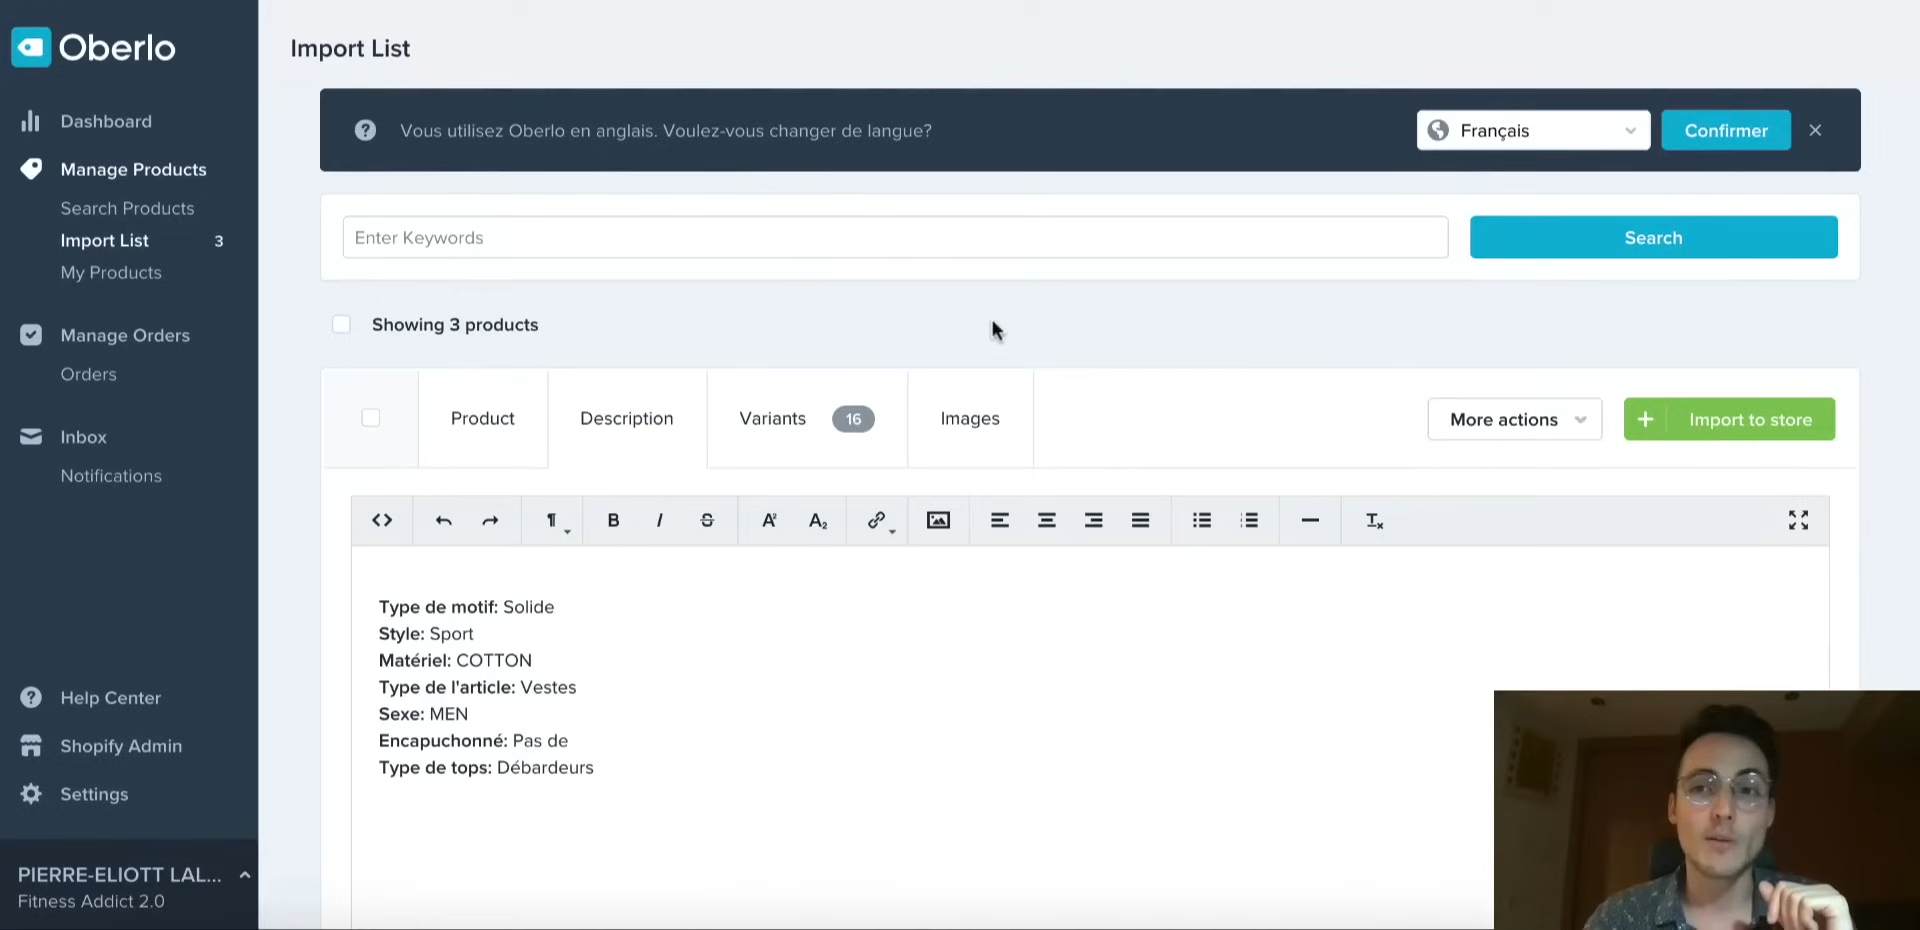 Oberlo
Dashboard
Manage Products
Search Products
Import List 3
My Products
Manage Orders
Orders
Inbox
Notifications
Help Center
Shopify Admin
Settings
PIERRE-ELIOTT LAL...
Fitness Addict 2.0
Import List
Vous utilisez Oberlo en anglais. Voulez-vous changer de langue?
Français
Confirmer
Enter Keywords
Search
Showing 3 products
Product
Description
Variants 16
Images
More actions
Import to store
Type de motif: Solide
Style: Sport
Matériel: COTTON
Type de l'article: Vestes
Sexe: MEN
Encapuchonné: Pas de
Type de tops: Débardeurs